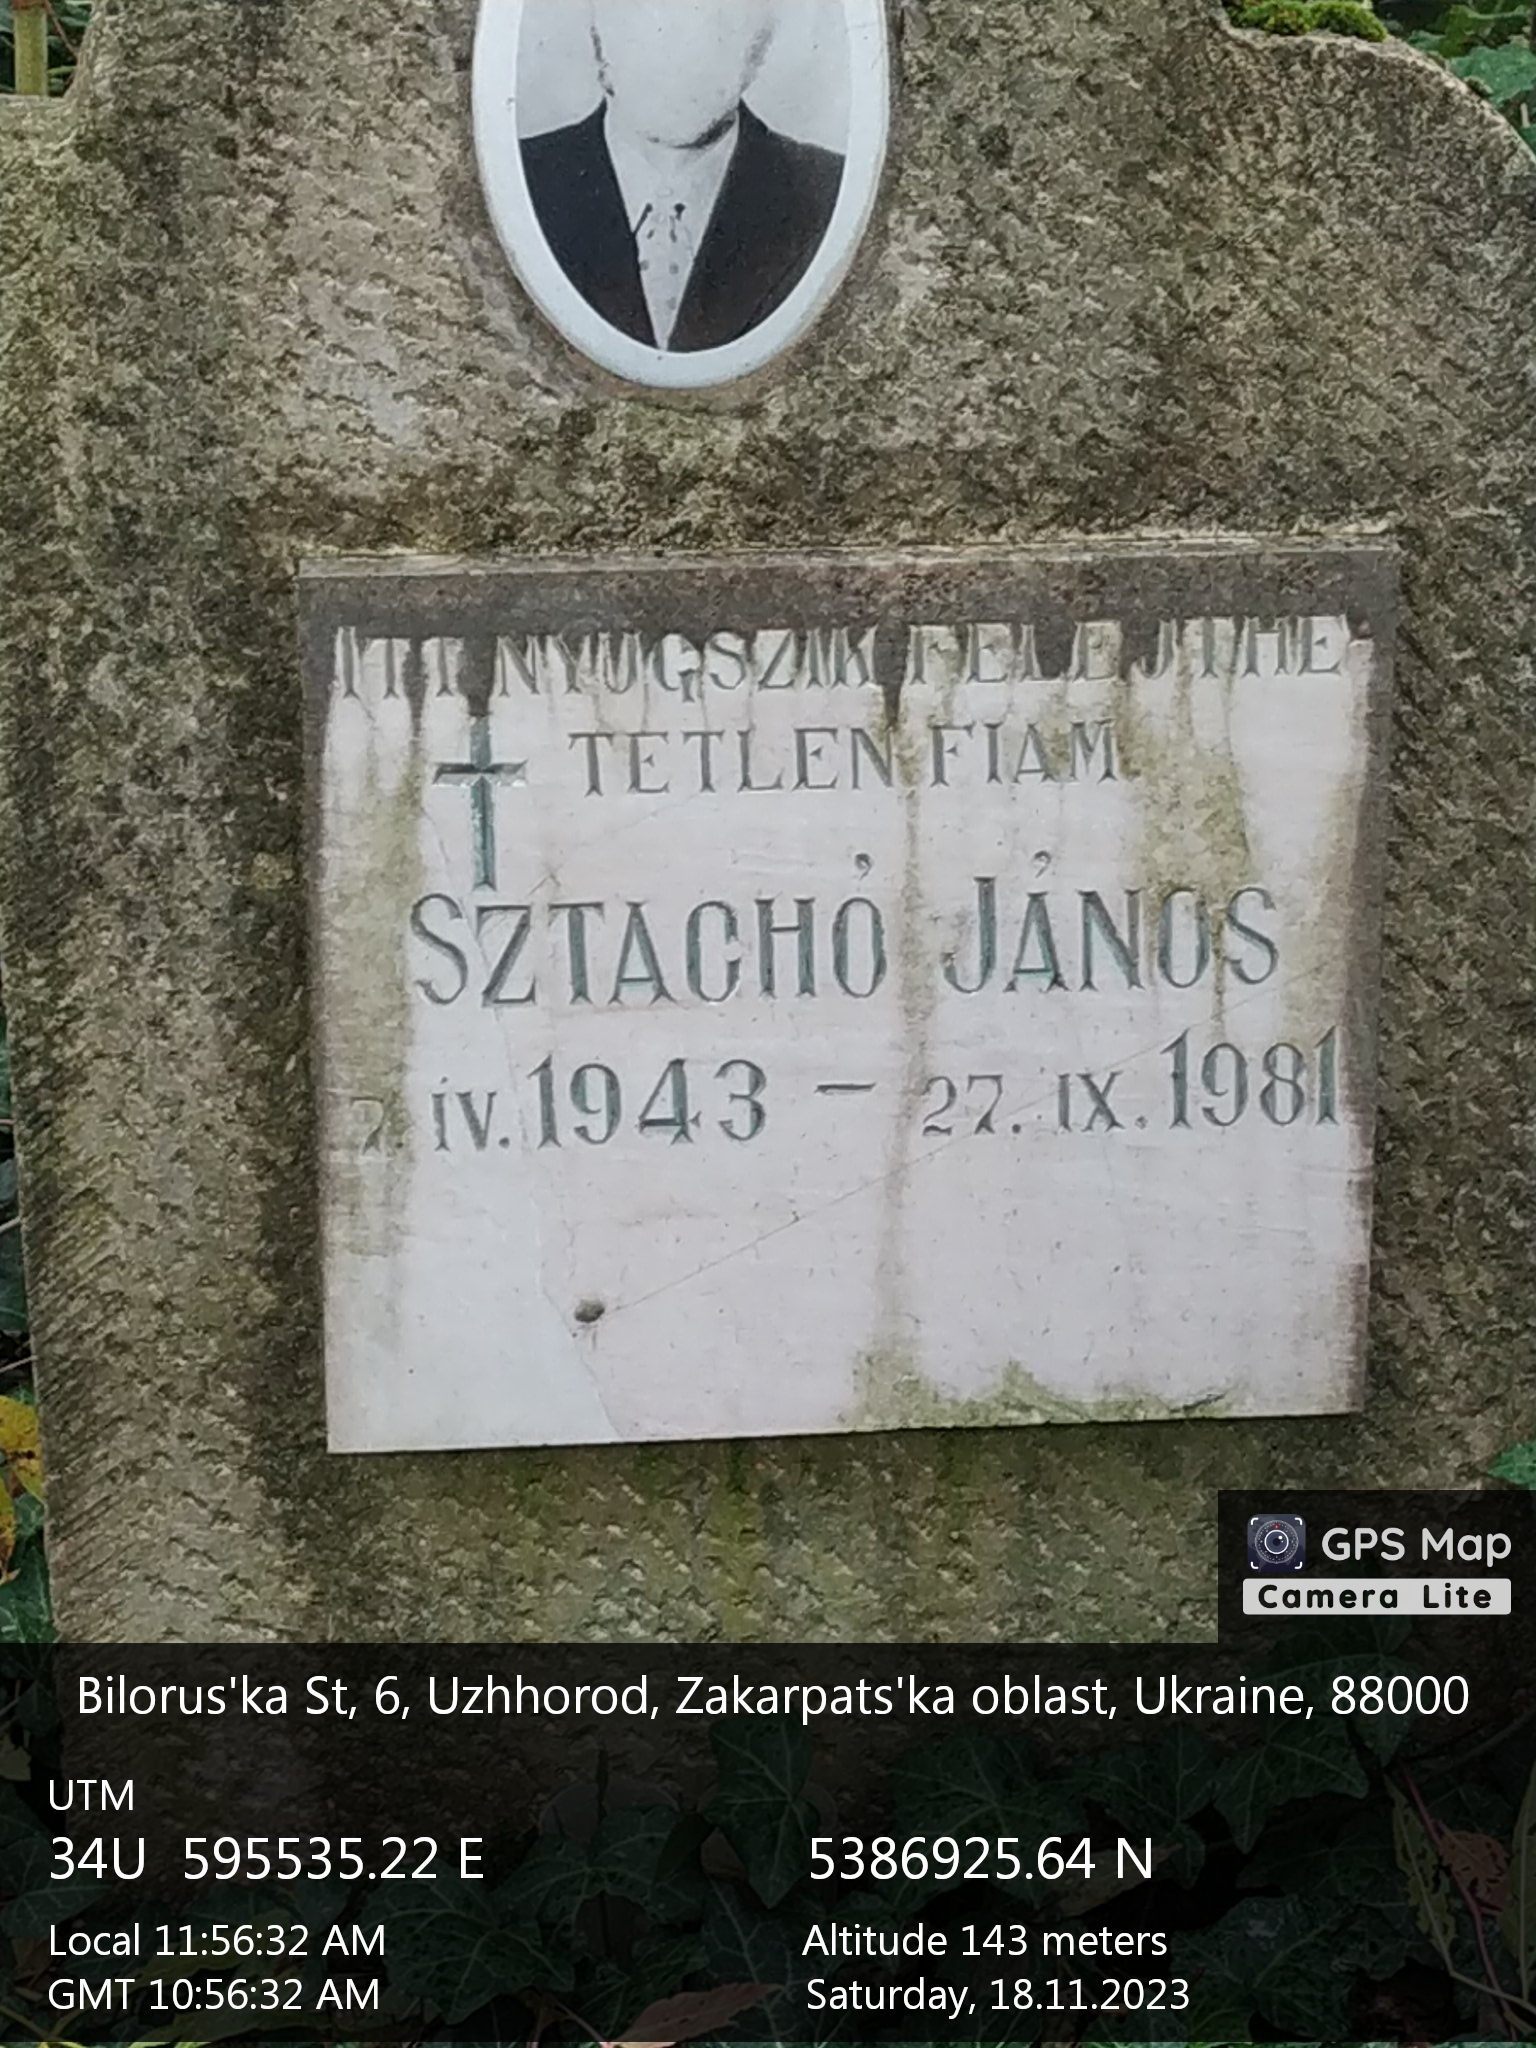 ITT NYUGSZIK FELEJTHE
TETLEN FIAM
SZTACHÓ JÁNOS
7. IV. 1943 – 27. IX. 1981
GPS Map
Camera Lite
Bilorus'ka St, 6, Uzhhorod, Zakarpats'ka oblast, Ukraine, 88000
UTM
34U 595535.22 E 5386925.64 N
Local 11:56:32 AM Altitude 143 meters
GMT 10:56:32 AM Saturday, 18.11.2023